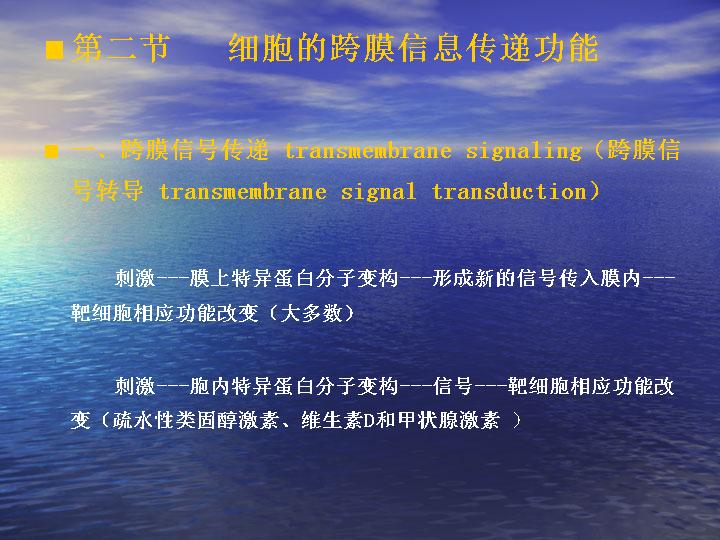 第二节 细胞的跨膜信息传递功能
一、跨膜信号传递 transmembrane signaling（跨膜信
号转导 transmembrane signal transduction）
刺激---膜上特异蛋白分子变构---形成新的信号传入膜内---
靶细胞相应功能改变（大多数）
刺激---胞内特异蛋白分子变构---信号---靶细胞相应功能改
变（疏水性类固醇激素、维生素D和甲状腺激素 ）